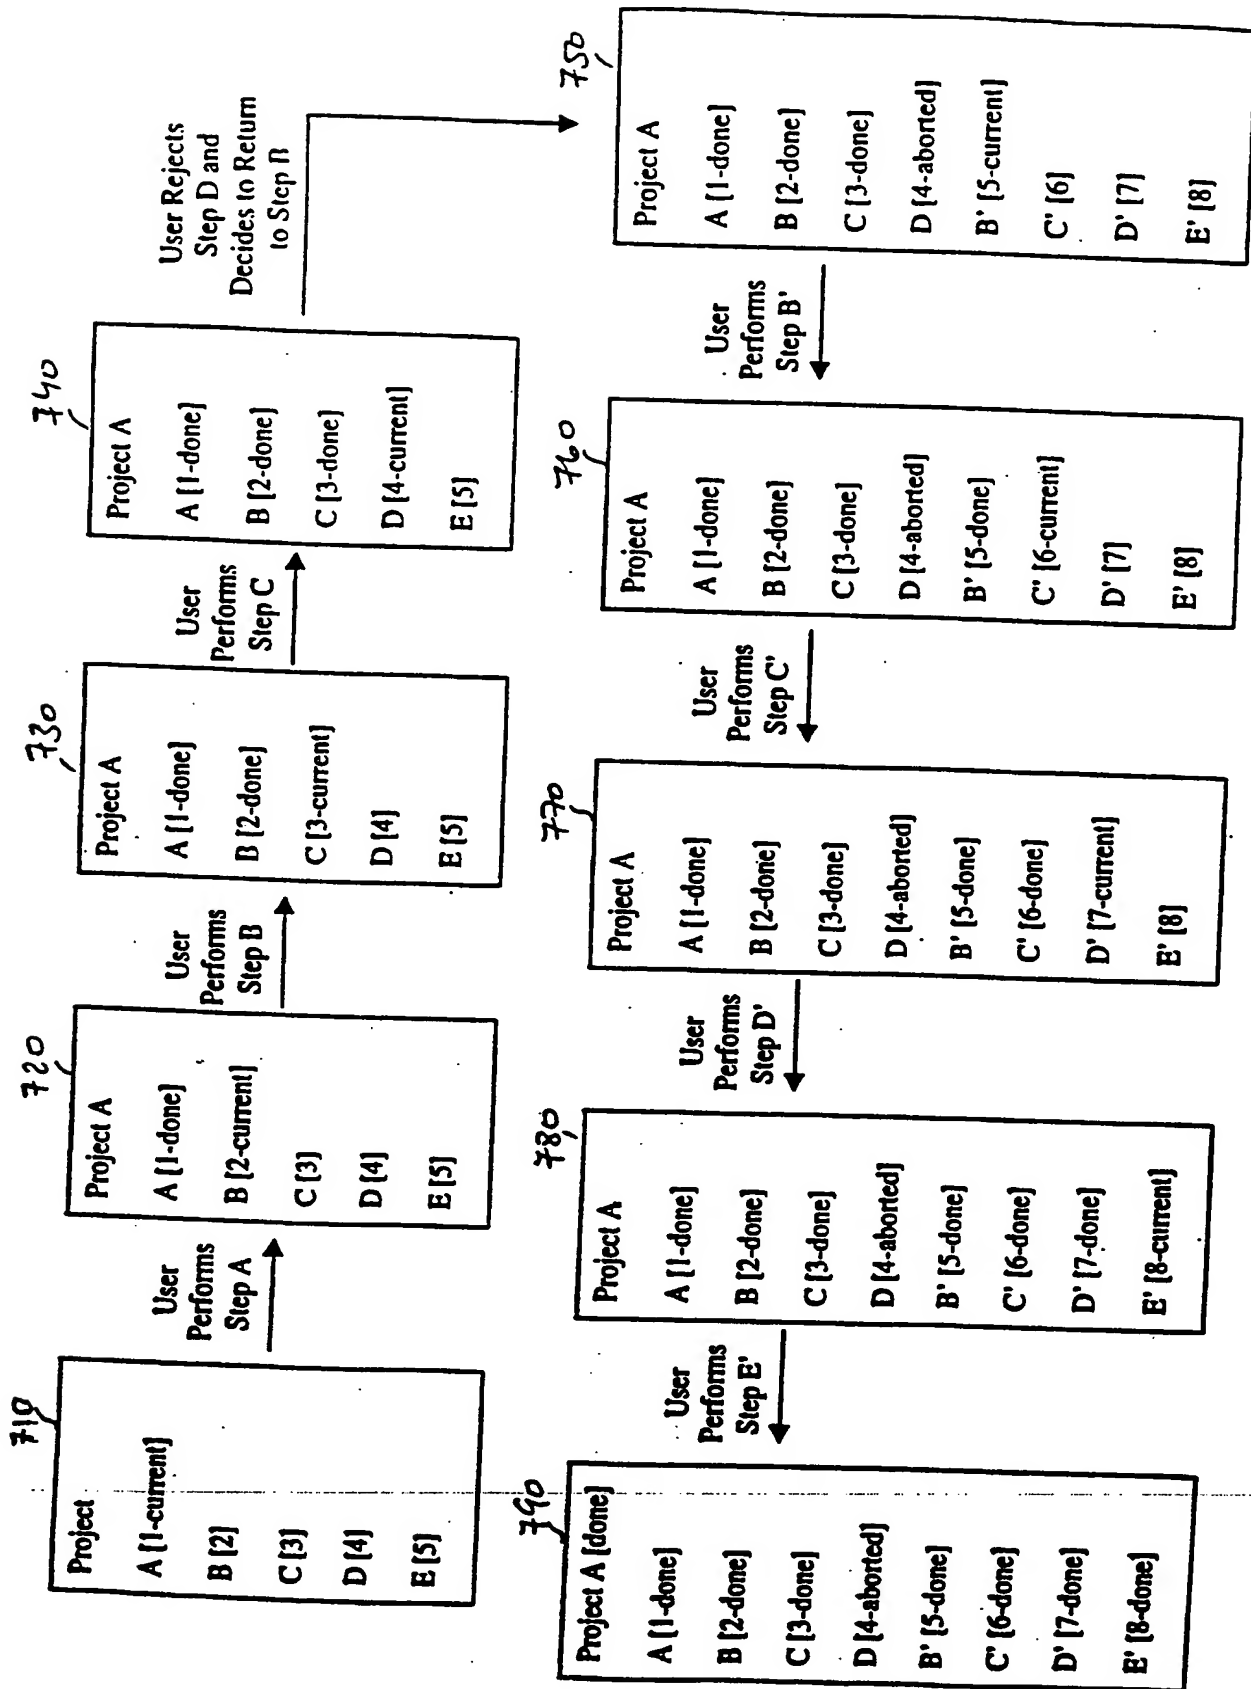 710
Project
A [1-current]
B [2]
C [3]
D [4]
E [5]
User
Performs
Step A
720
Project A
A [1-done]
B [2-current]
C [3]
D [4]
E [5]
User
Performs
Step B
730
Project A
A [1-done]
B [2-done]
C [3-current]
D [4]
E [5]
User
Performs
Step C
740
Project A
A [1-done]
B [2-done]
C [3-done]
D [4-current]
E [5]
User Rejects
Step D and
Decides to Return
to Step B
750
Project A
A [1-done]
B [2-done]
C [3-done]
D [4-aborted]
B' [5-current]
C' [6]
D' [7]
E' [8]
User
Performs
Step B'
760
Project A
A [1-done]
B [2-done]
C [3-done]
D [4-aborted]
B' [5-done]
C' [6-current]
D' [7]
E' [8]
User
Performs
Step C'
770
Project A
A [1-done]
B [2-done]
C [3-done]
D [4-aborted]
B' [5-done]
C' [6-done]
D' [7-current]
E' [8]
User
Performs
Step D'
780
Project A
A [1-done]
B [2-done]
C [3-done]
D [4-aborted]
B' [5-done]
C' [6-done]
D' [7-done]
E' [8-current]
User
Performs
Step E'
790
Project A [done]
A [1-done]
B [2-done]
C [3-done]
D [4-aborted]
B' [5-done]
C' [6-done]
D' [7-done]
E' [8-done]